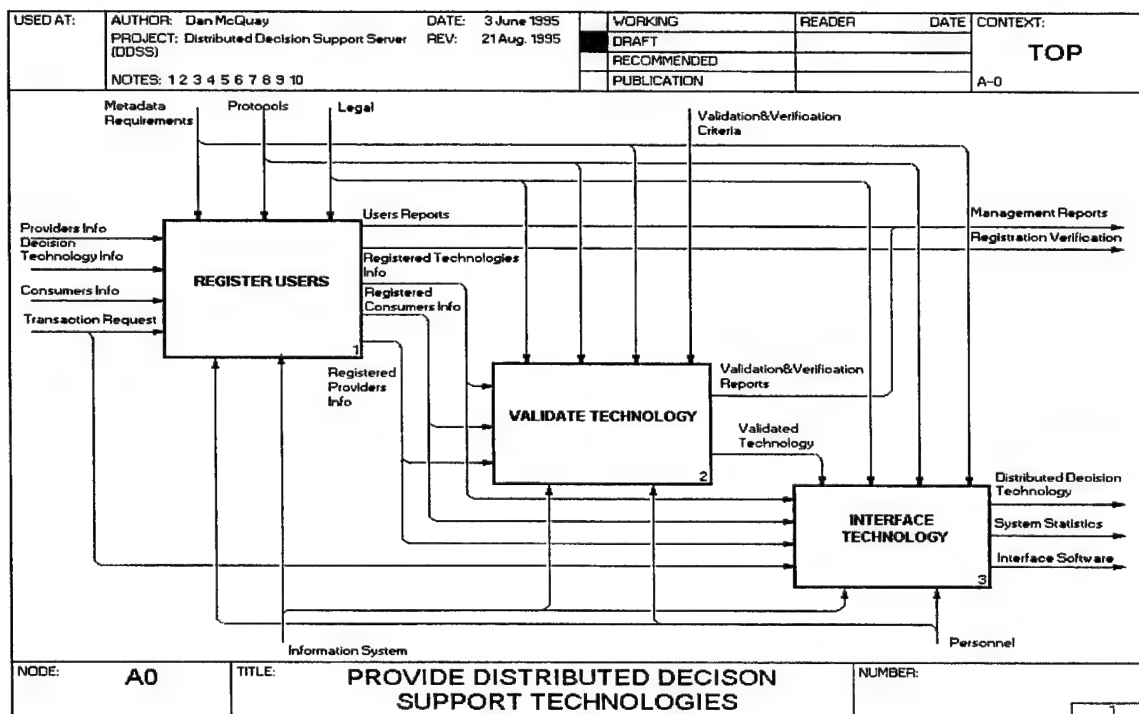 USED AT:
AUTHOR: Dan McQuay
DATE: 3 June 1995
PROJECT: Distributed Decision Support Server
(DDSS)
REV: 21 Aug. 1995
NOTES: 1 2 3 4 5 6 7 8 9 10
WORKING
DRAFT
RECOMMENDED
PUBLICATION
READER DATE
CONTEXT:
TOP
A-0
Metadata
Requirements
Protopols
Legal
Validation&Verification
Criteria
Users Reports
Management Reports
Registration Verification
Providers Info
Decision
Technology Info
Consumers Info
Transaction Request
REGISTER USERS
1
Registered Technologies
Info
Registered
Consumers Info
Registered
Providers
Info
VALIDATE TECHNOLOGY
2
Validation&Verification
Reports
Validated
Technology
INTERFACE
TECHNOLOGY
3
Distributed Decision
Technology
System Statistics
Interface Software
Information System
Personnel
NODE: A0
TITLE: PROVIDE DISTRIBUTED DECISON
SUPPORT TECHNOLOGIES
NUMBER:
1